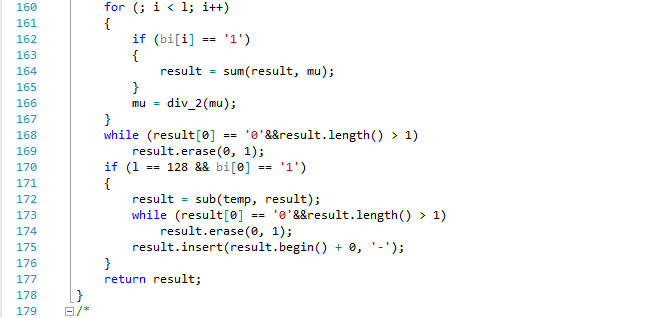 160 for (; i < l; i++)
161 {
162 if (bi[i] == '1')
163 {
164 result = sum(result, mu);
165 }
166 mu = div_2(mu);
167 }
168 while (result[0] == '0'&&result.length() > 1)
169 result.erase(0, 1);
170 if (l == 128 && bi[0] == '1')
171 {
172 result = sub(temp, result);
173 while (result[0] == '0'&&result.length() > 1)
174 result.erase(0, 1);
175 result.insert(result.begin() + 0, '-');
176 }
177 return result;
178 }
179 /*